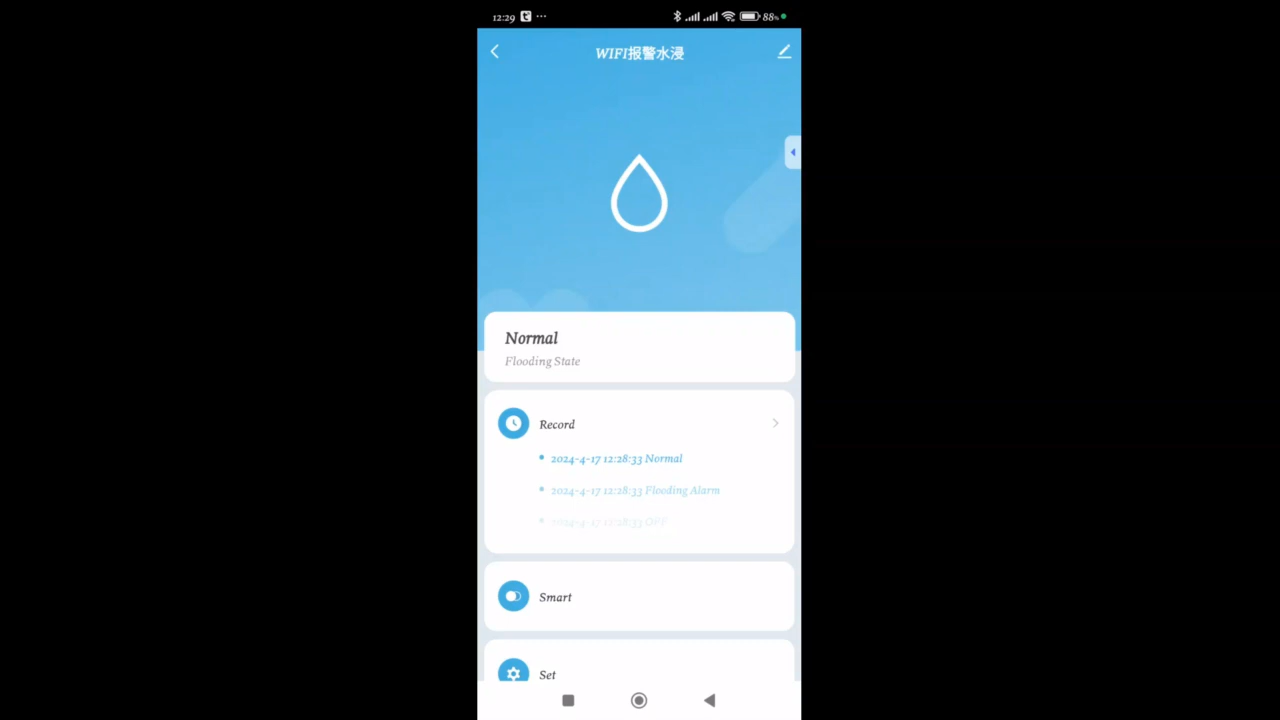 12:29 ... 88%
WIFI报警水浸
Normal
Flooding State
Record
2024-4-17 12:28:33 Normal
2024-4-17 12:28:33 Flooding Alarm
2024-4-17 12:28:33 OFF
Smart
Set